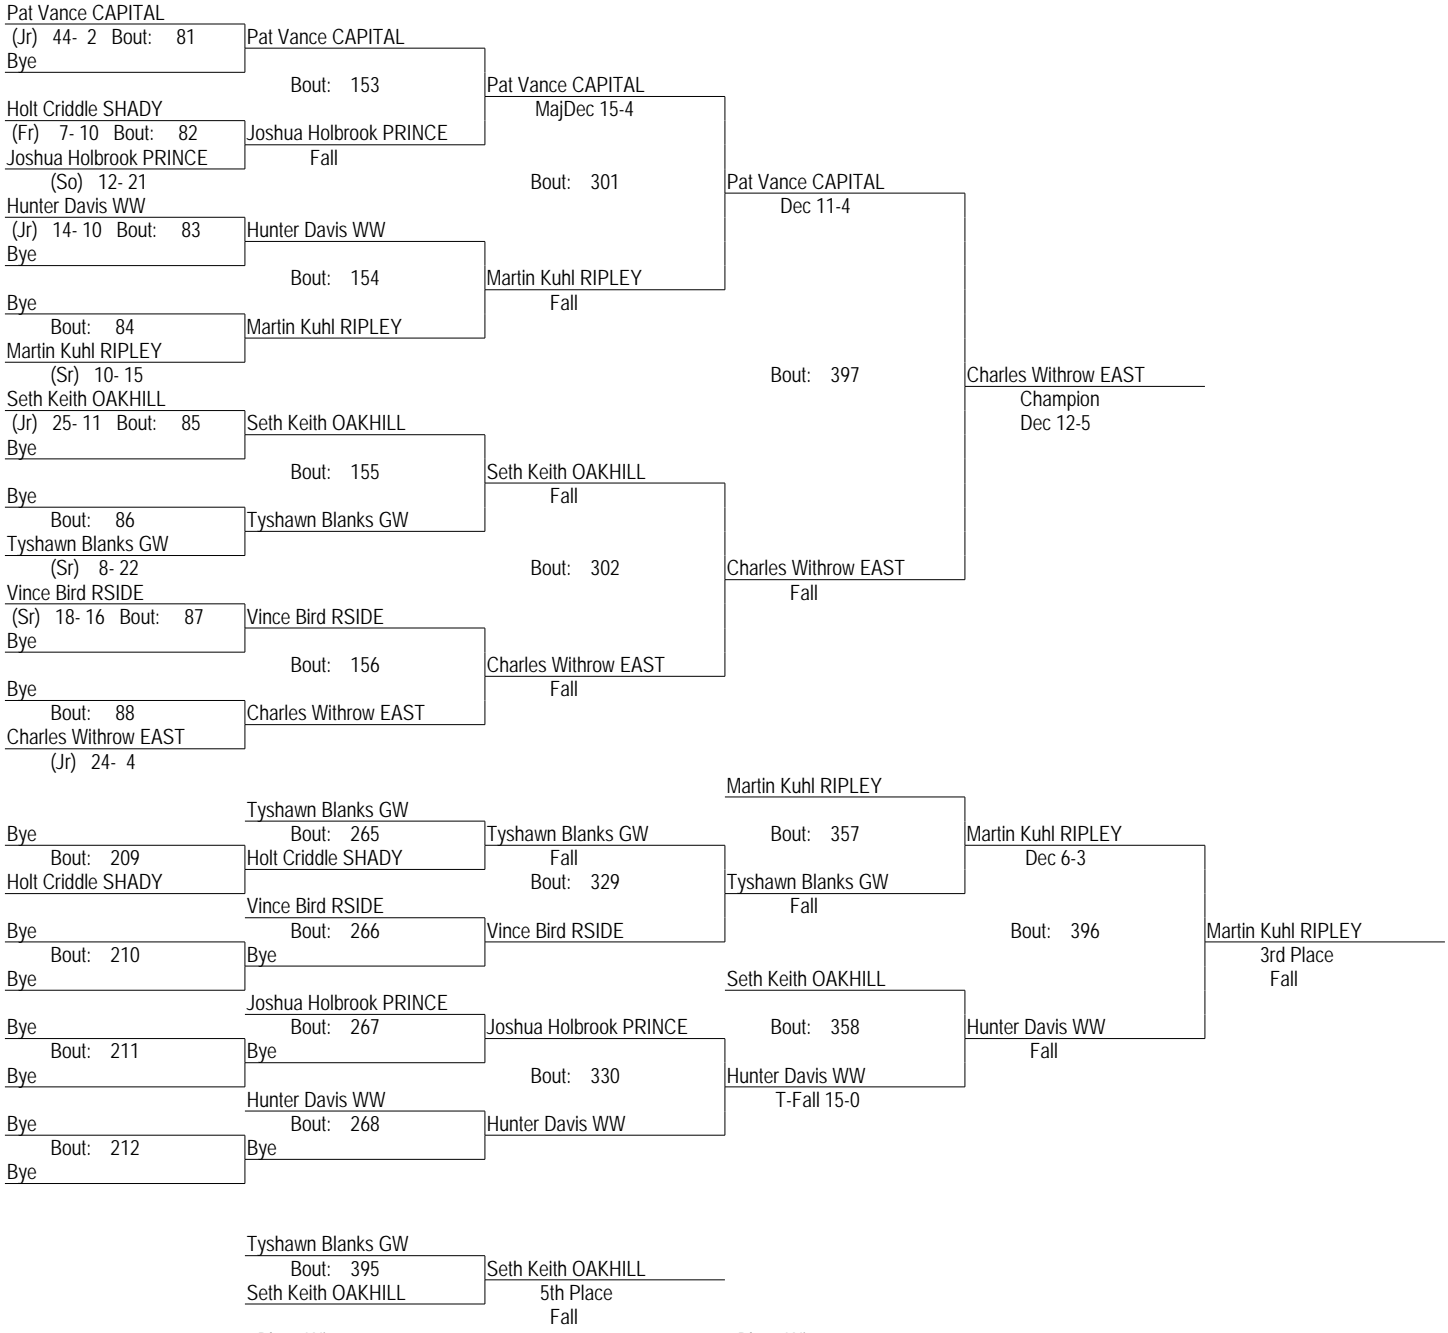 Pat Vance CAPITAL
(Jr) 44- 2 Bout: 81 Pat Vance CAPITAL
Bye
Bout: 153 Pat Vance CAPITAL
Holt Criddle SHADY MajDec 15-4
(Fr) 7- 10 Bout: 82 Joshua Holbrook PRINCE
Joshua Holbrook PRINCE Fall
(So) 12- 21 Bout: 301 Pat Vance CAPITAL
Hunter Davis WW Dec 11-4
(Jr) 14- 10 Bout: 83 Hunter Davis WW
Bye
Bout: 154 Martin Kuhl RIPLEY
Bye Fall
Bout: 84 Martin Kuhl RIPLEY
Martin Kuhl RIPLEY
(Sr) 10- 15 Bout: 397 Charles Withrow EAST
Seth Keith OAKHILL Champion
(Jr) 25- 11 Bout: 85 Seth Keith OAKHILL Dec 12-5
Bye
Bout: 155 Seth Keith OAKHILL
Bye Fall
Bout: 86 Tyshawn Blanks GW
Tyshawn Blanks GW
(Sr) 8- 22 Bout: 302 Charles Withrow EAST
Vince Bird RSIDE Fall
(Sr) 18- 16 Bout: 87 Vince Bird RSIDE
Bye
Bout: 156 Charles Withrow EAST
Bye Fall
Bout: 88 Charles Withrow EAST
Charles Withrow EAST
(Jr) 24- 4
Martin Kuhl RIPLEY
Tyshawn Blanks GW
Bye Bout: 265 Tyshawn Blanks GW Bout: 357 Martin Kuhl RIPLEY
Bout: 209 Holt Criddle SHADY Fall Dec 6-3
Holt Criddle SHADY Bout: 329 Tyshawn Blanks GW
Vince Bird RSIDE Fall
Bye Bout: 266 Vince Bird RSIDE Bout: 396 Martin Kuhl RIPLEY
Bout: 210 Bye 3rd Place
Bye Seth Keith OAKHILL Fall
Joshua Holbrook PRINCE
Bye Bout: 267 Joshua Holbrook PRINCE Bout: 358 Hunter Davis WW
Bout: 211 Bye Fall
Bye Bout: 330 Hunter Davis WW
Hunter Davis WW T-Fall 15-0
Bye Bout: 268 Hunter Davis WW
Bout: 212 Bye
Bye
Tyshawn Blanks GW
Bout: 395 Seth Keith OAKHILL
Seth Keith OAKHILL 5th Place
Fall